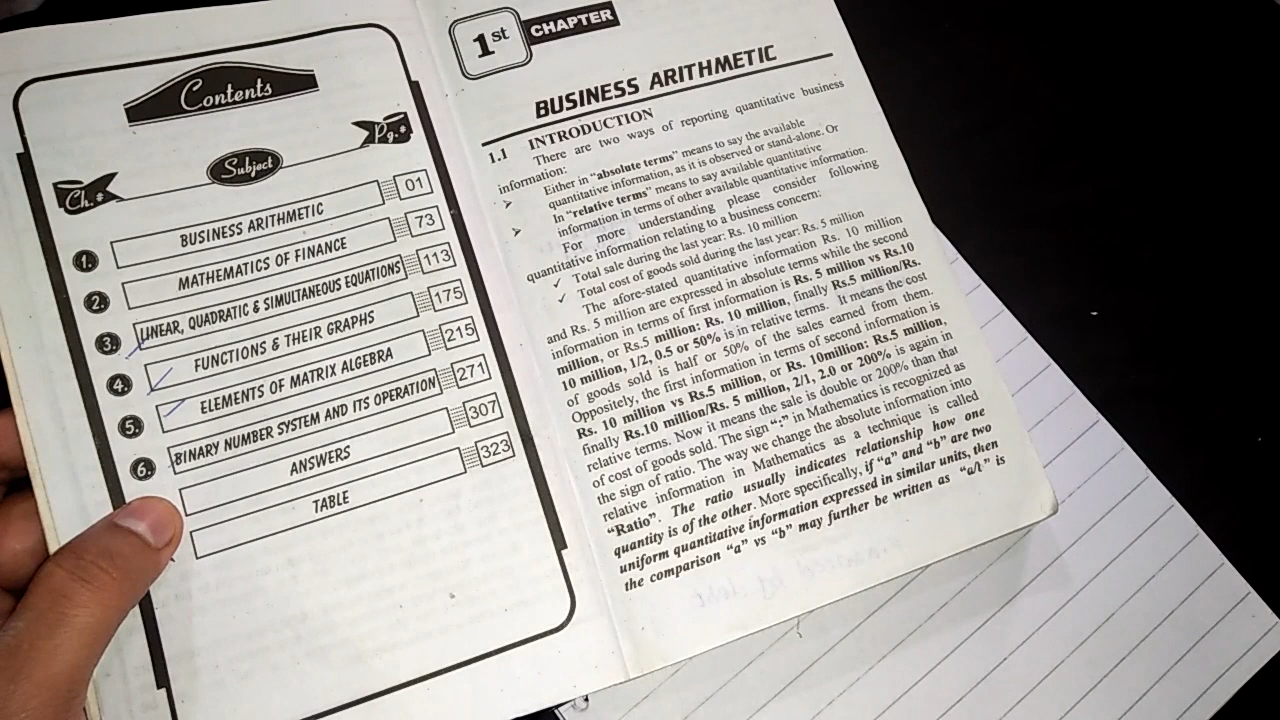 Contents
Ch.# Subject Pg.#
1. BUSINESS ARITHMETIC 01
2. MATHEMATICS OF FINANCE 73
3. LINEAR, QUADRATIC & SIMULTANEOUS EQUATIONS 113
4. FUNCTIONS & THEIR GRAPHS 175
5. ELEMENTS OF MATRIX ALGEBRA 215
6. BINARY NUMBER SYSTEM AND ITS OPERATION 271
ANSWERS 307
TABLE 323
1st CHAPTER
BUSINESS ARITHMETIC
1.1 INTRODUCTION
There are two ways of reporting quantitative business
information:
➢ Either in "absolute terms" means to say the available
quantitative information, as it is observed or stand-alone. Or
➢ In "relative terms" means to say available quantitative
information in terms of other available quantitative information.
For more understanding please consider following
quantitative information relating to a business concern:
✓ Total sale during the last year: Rs. 10 million
✓ Total cost of goods sold during the last year: Rs. 5 million
The afore-stated quantitative information Rs. 10 million
and Rs. 5 million are expressed in absolute terms while the second
information in terms of first information is Rs. 5 million vs Rs.10
million, or Rs.5 million: Rs. 10 million, finally Rs.5 million/Rs.
10 million, 1/2, 0.5 or 50% is in relative terms. It means the cost
of goods sold is half or 50% of the sales earned from them.
Oppositely, the first information in terms of second information is
Rs. 10 million vs Rs.5 million, or Rs. 10million: Rs.5 million,
finally Rs.10 million/Rs. 5 million, 2/1, 2.0 or 200% is again in
relative terms. Now it means the sale is double or 200% than that
of cost of goods sold. The sign ":" in Mathematics is recognized as
the sign of ratio. The way we change the absolute information into
relative information in Mathematics as a technique is called
"Ratio". The ratio usually indicates relationship how one
quantity is of the other. More specifically, if "a" and "b" are two
uniform quantitative information expressed in similar units, then
the comparison "a" vs "b" may further be written as is